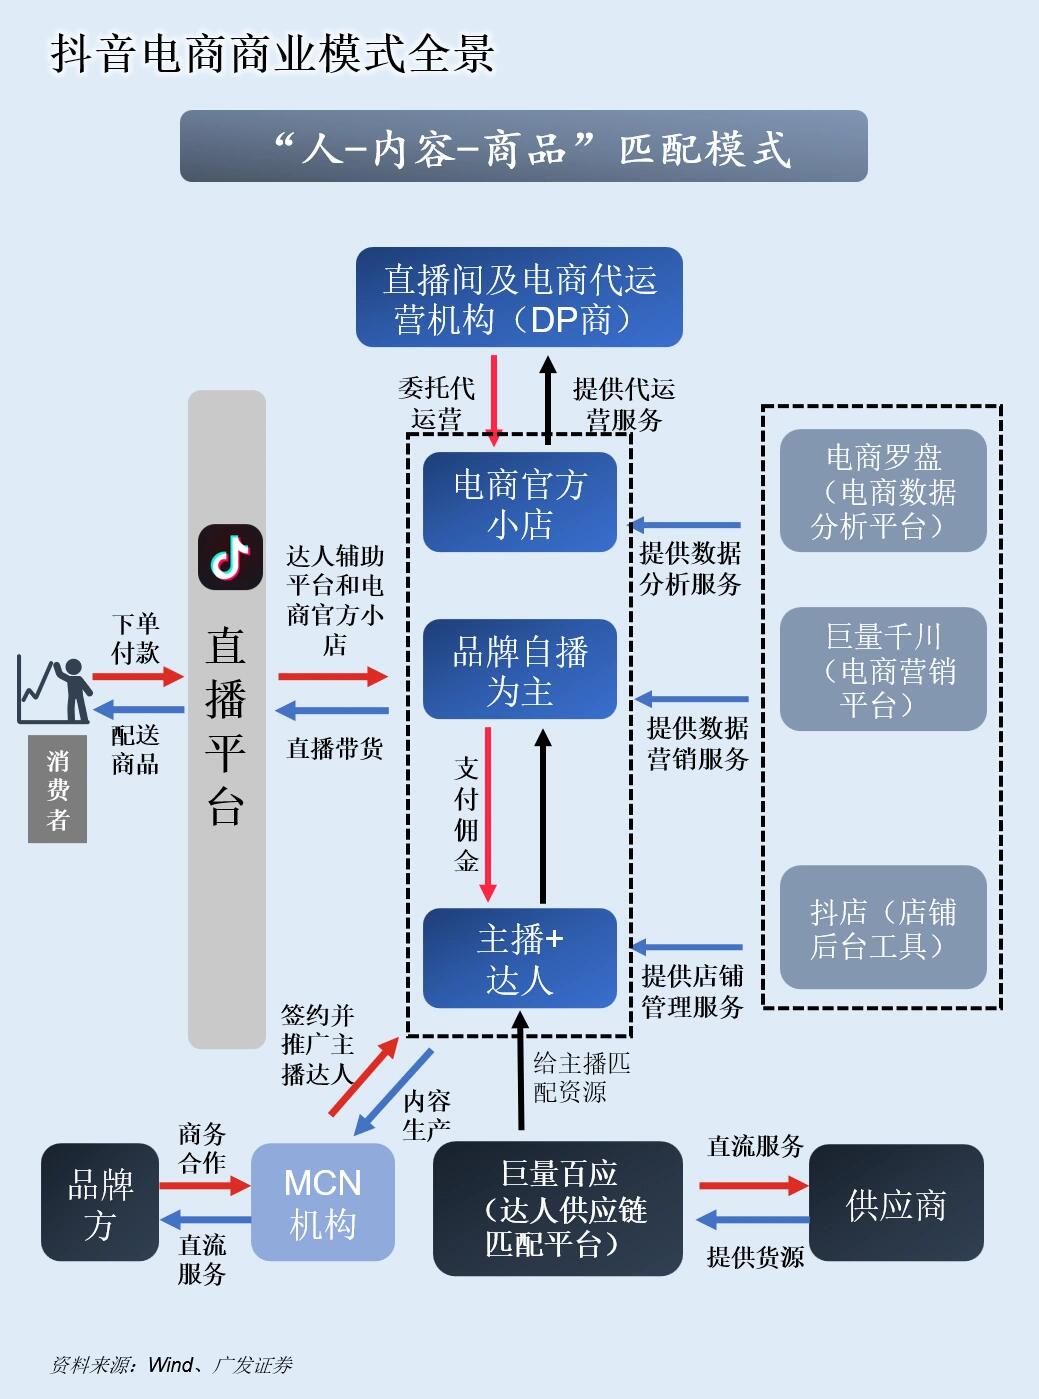 抖音电商商业模式全景
“人–内容–商品”匹配模式
直播间及电商代运
营机构（DP商）
委托代
运营
提供代运
营服务
电商官方
小店
电商罗盘
（电商数据
分析平台）
提供数据
分析服务
达人辅助
平台和电
商官方小
店
直播带货
下单
付款
配送
商品
消
费
者
直
播
平
台
品牌自播
为主
巨量千川
（电商营销
平台）
提供数据
营销服务
支
付
佣
金
主播+
达人
抖店（店铺
后台工具）
提供店铺
管理服务
签约并
推广主
播达人
内容
生产
给主播匹
配资源
品牌
方
商务
合作
直流
服务
MCN
机构
巨量百应
（达人供应链
匹配平台）
直流服务
提供货源
供应商
资料来源：Wind、广发证券